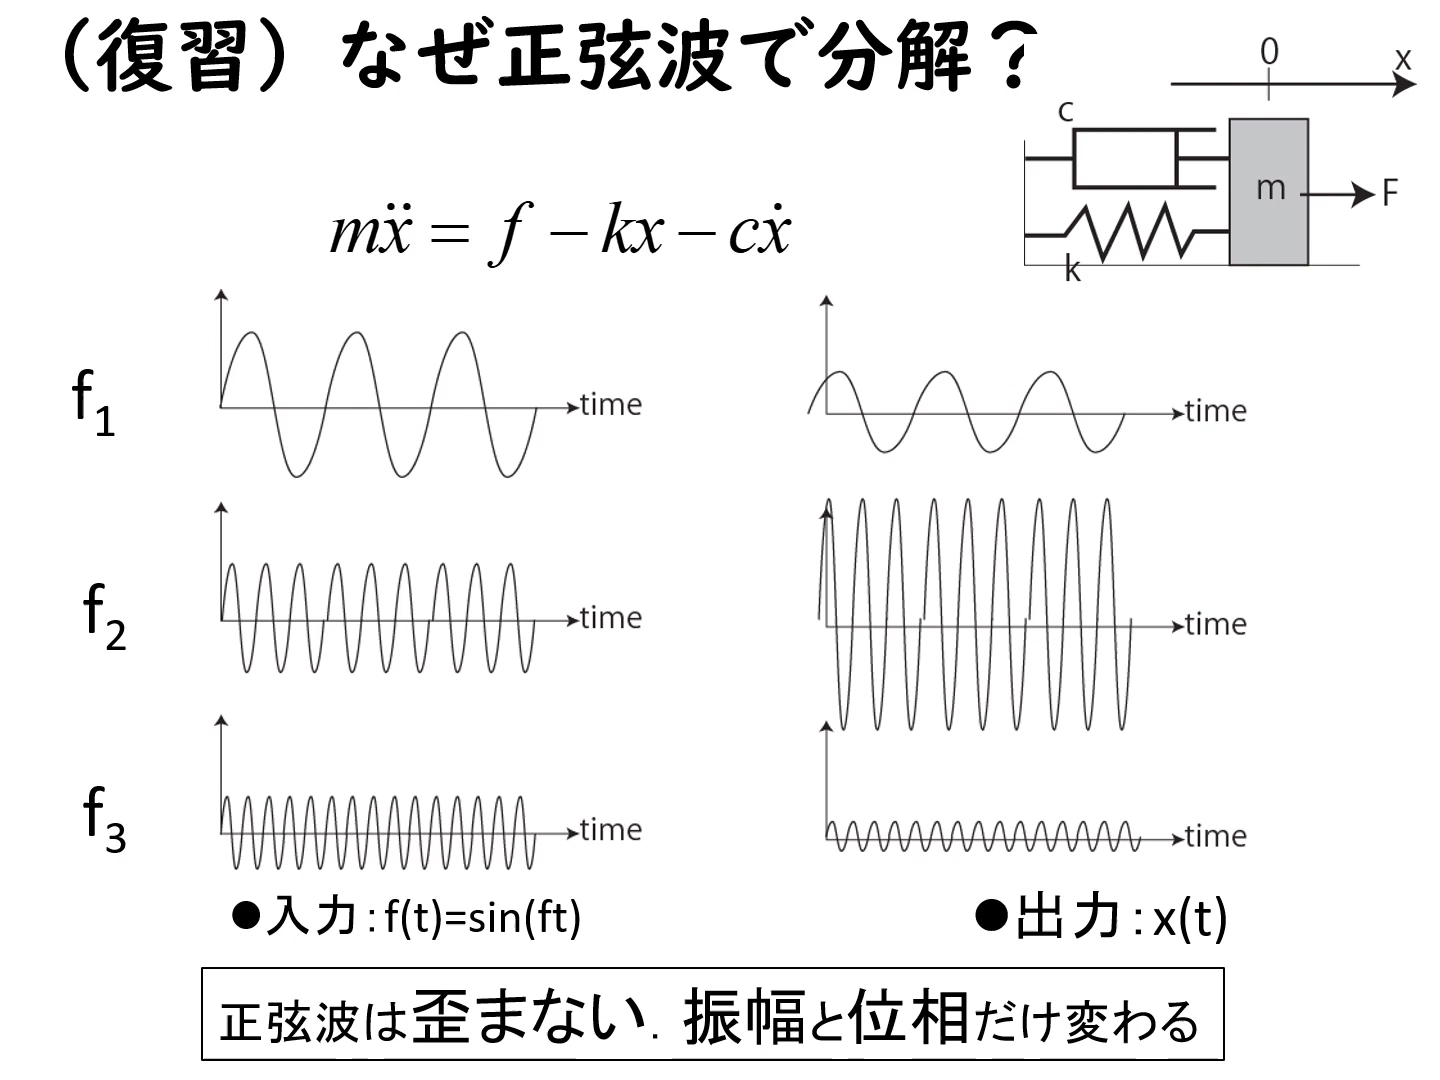 （復習）なぜ正弦波で分解？
0
x
c
m
F
k
mẍ = f − kx − cẋ
f₁
time
time
f₂
time
time
f₃
time
time
●入力：f(t)=sin(ft)
●出力：x(t)
正弦波は歪まない．振幅と位相だけ変わる